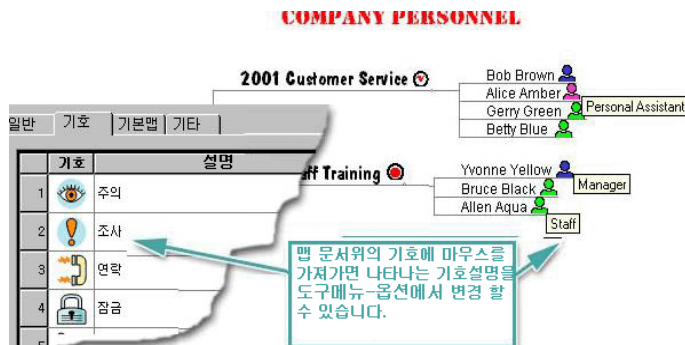 COMPANY PERSONNEL
2001 Customer Service
Bob Brown
Alice Amber
Gerry Green
Personal Assistant
Betty Blue
일반 기호 기본맵 기타
기호 설명
1 주의
2 조사
3 연락
4 잠금
5
ff Training
Yvonne Yellow
Bruce Black
Manager
Allen Aqua
Staff
맵 문서위의 기호에 마우스를
가져가면 나타나는 기호설명을
도구메뉴-옵션에서 변경 할
수 있습니다.